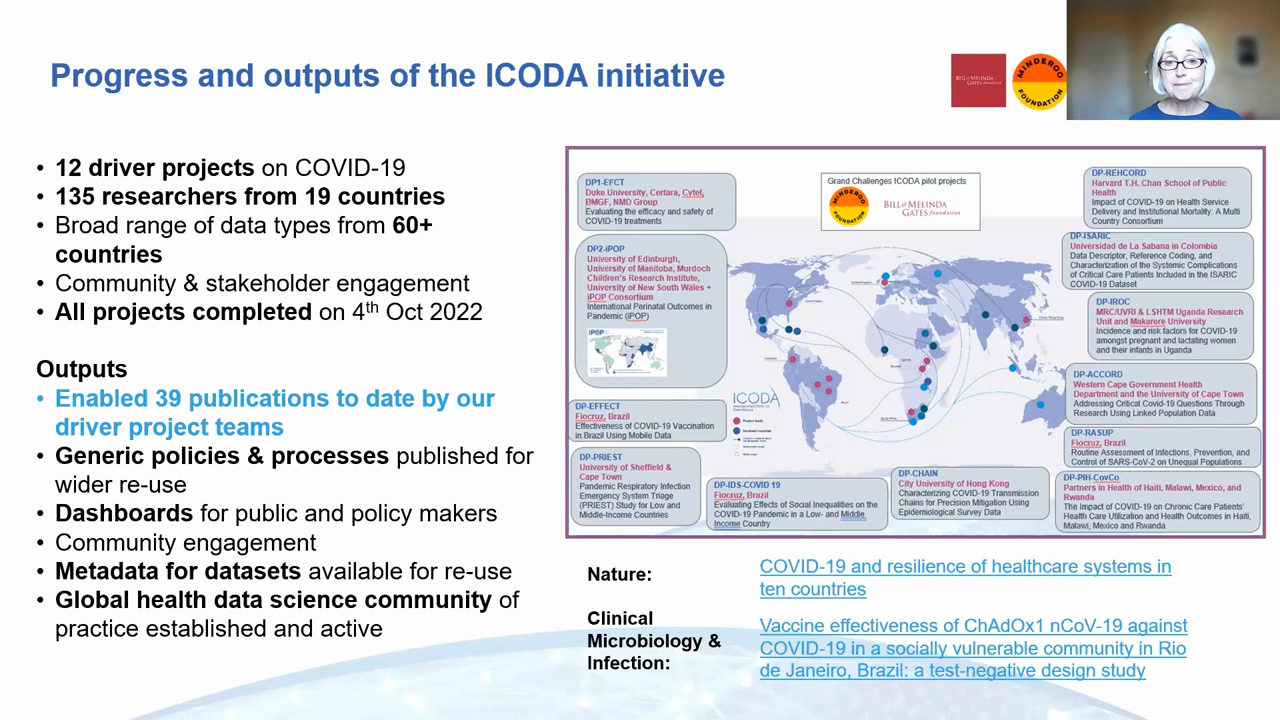 Progress and outputs of the ICODA initiative
BILL & MELINDA
GATES foundation
MINDEROO
FOUNDATION
• 12 driver projects on COVID-19
• 135 researchers from 19 countries
• Broad range of data types from 60+
countries
• Community & stakeholder engagement
• All projects completed on 4th Oct 2022
Outputs
• Enabled 39 publications to date by our
driver project teams
• Generic policies & processes published for
wider re-use
• Dashboards for public and policy makers
• Community engagement
• Metadata for datasets available for re-use
• Global health data science community of
practice established and active
DP1-EFCT
Duke University, Certara, Cytel,
BMGF, NMD Group
Evaluating the efficacy and safety of
COVID-19 treatments
DP2-iPOP
University of Edinburgh,
University of Manitoba, Murdoch
Children's Research Institute,
University of New South Wales +
iPOP Consortium
International Perinatal Outcomes in
Pandemic (iPOP)
iPOP
DP-EFFECT
Fiocruz, Brazil
Effectiveness of COVID-19 Vaccination
in Brazil Using Mobile Data
DP-PRIEST
University of Sheffield &
Cape Town
Pandemic Respiratory Infection
Emergency System Triage
(PRIEST) Study for Low and
Middle-Income Countries
Grand Challenges ICODA pilot projects
MINDEROO
FOUNDATION
BILL & MELINDA
GATES foundation
ICODA
DP-IDS-COVID 19
Fiocruz, Brazil
Evaluating Effects of Social Inequalities on the
COVID-19 Pandemic in a Low- and Middle
Income Country
DP-CHAIN
City University of Hong Kong
Characterizing COVID-19 Transmission
Chains for Precision Mitigation Using
Epidemiological Survey Data
DP-REHCORD
Harvard T.H. Chan School of Public
Health
Impact of COVID-19 on Health Service
Delivery and Institutional Mortality: A Multi
Country Consortium
DP-ISARIC
Universidad de La Sabana in Colombia
Data Descriptor, Reference Coding, and
Characterization of the Systemic Complications
of Critical Care Patients Included in the ISARIC
COVID-19 Dataset
DP-IROC
MRC/UVRI & LSHTM Uganda Research
Unit and Makarere University
Incidence and risk factors for COVID-19
amongst pregnant and lactating women
and their infants in Uganda
DP-ACCORD
Western Cape Government Health
Department and the University of Cape Town
Addressing Critical Covid-19 Questions Through
Research Using Linked Population Data
DP-RASUP
Fiocruz, Brazil
Routine Assessment of Infections, Prevention, and
Control of SARS-CoV-2 on Unequal Populations
DP-PIH-CovCo
Partners in Health of Haiti, Malawi, Mexico, and
Rwanda
The Impact of COVID-19 on Chronic Care Patients'
Health Care Utilization and Health Outcomes in Haiti,
Malawi, Mexico and Rwanda
Nature:
COVID-19 and resilience of healthcare systems in
ten countries
Clinical
Microbiology &
Infection:
Vaccine effectiveness of ChAdOx1 nCoV-19 against
COVID-19 in a socially vulnerable community in Rio
de Janeiro, Brazil: a test-negative design study